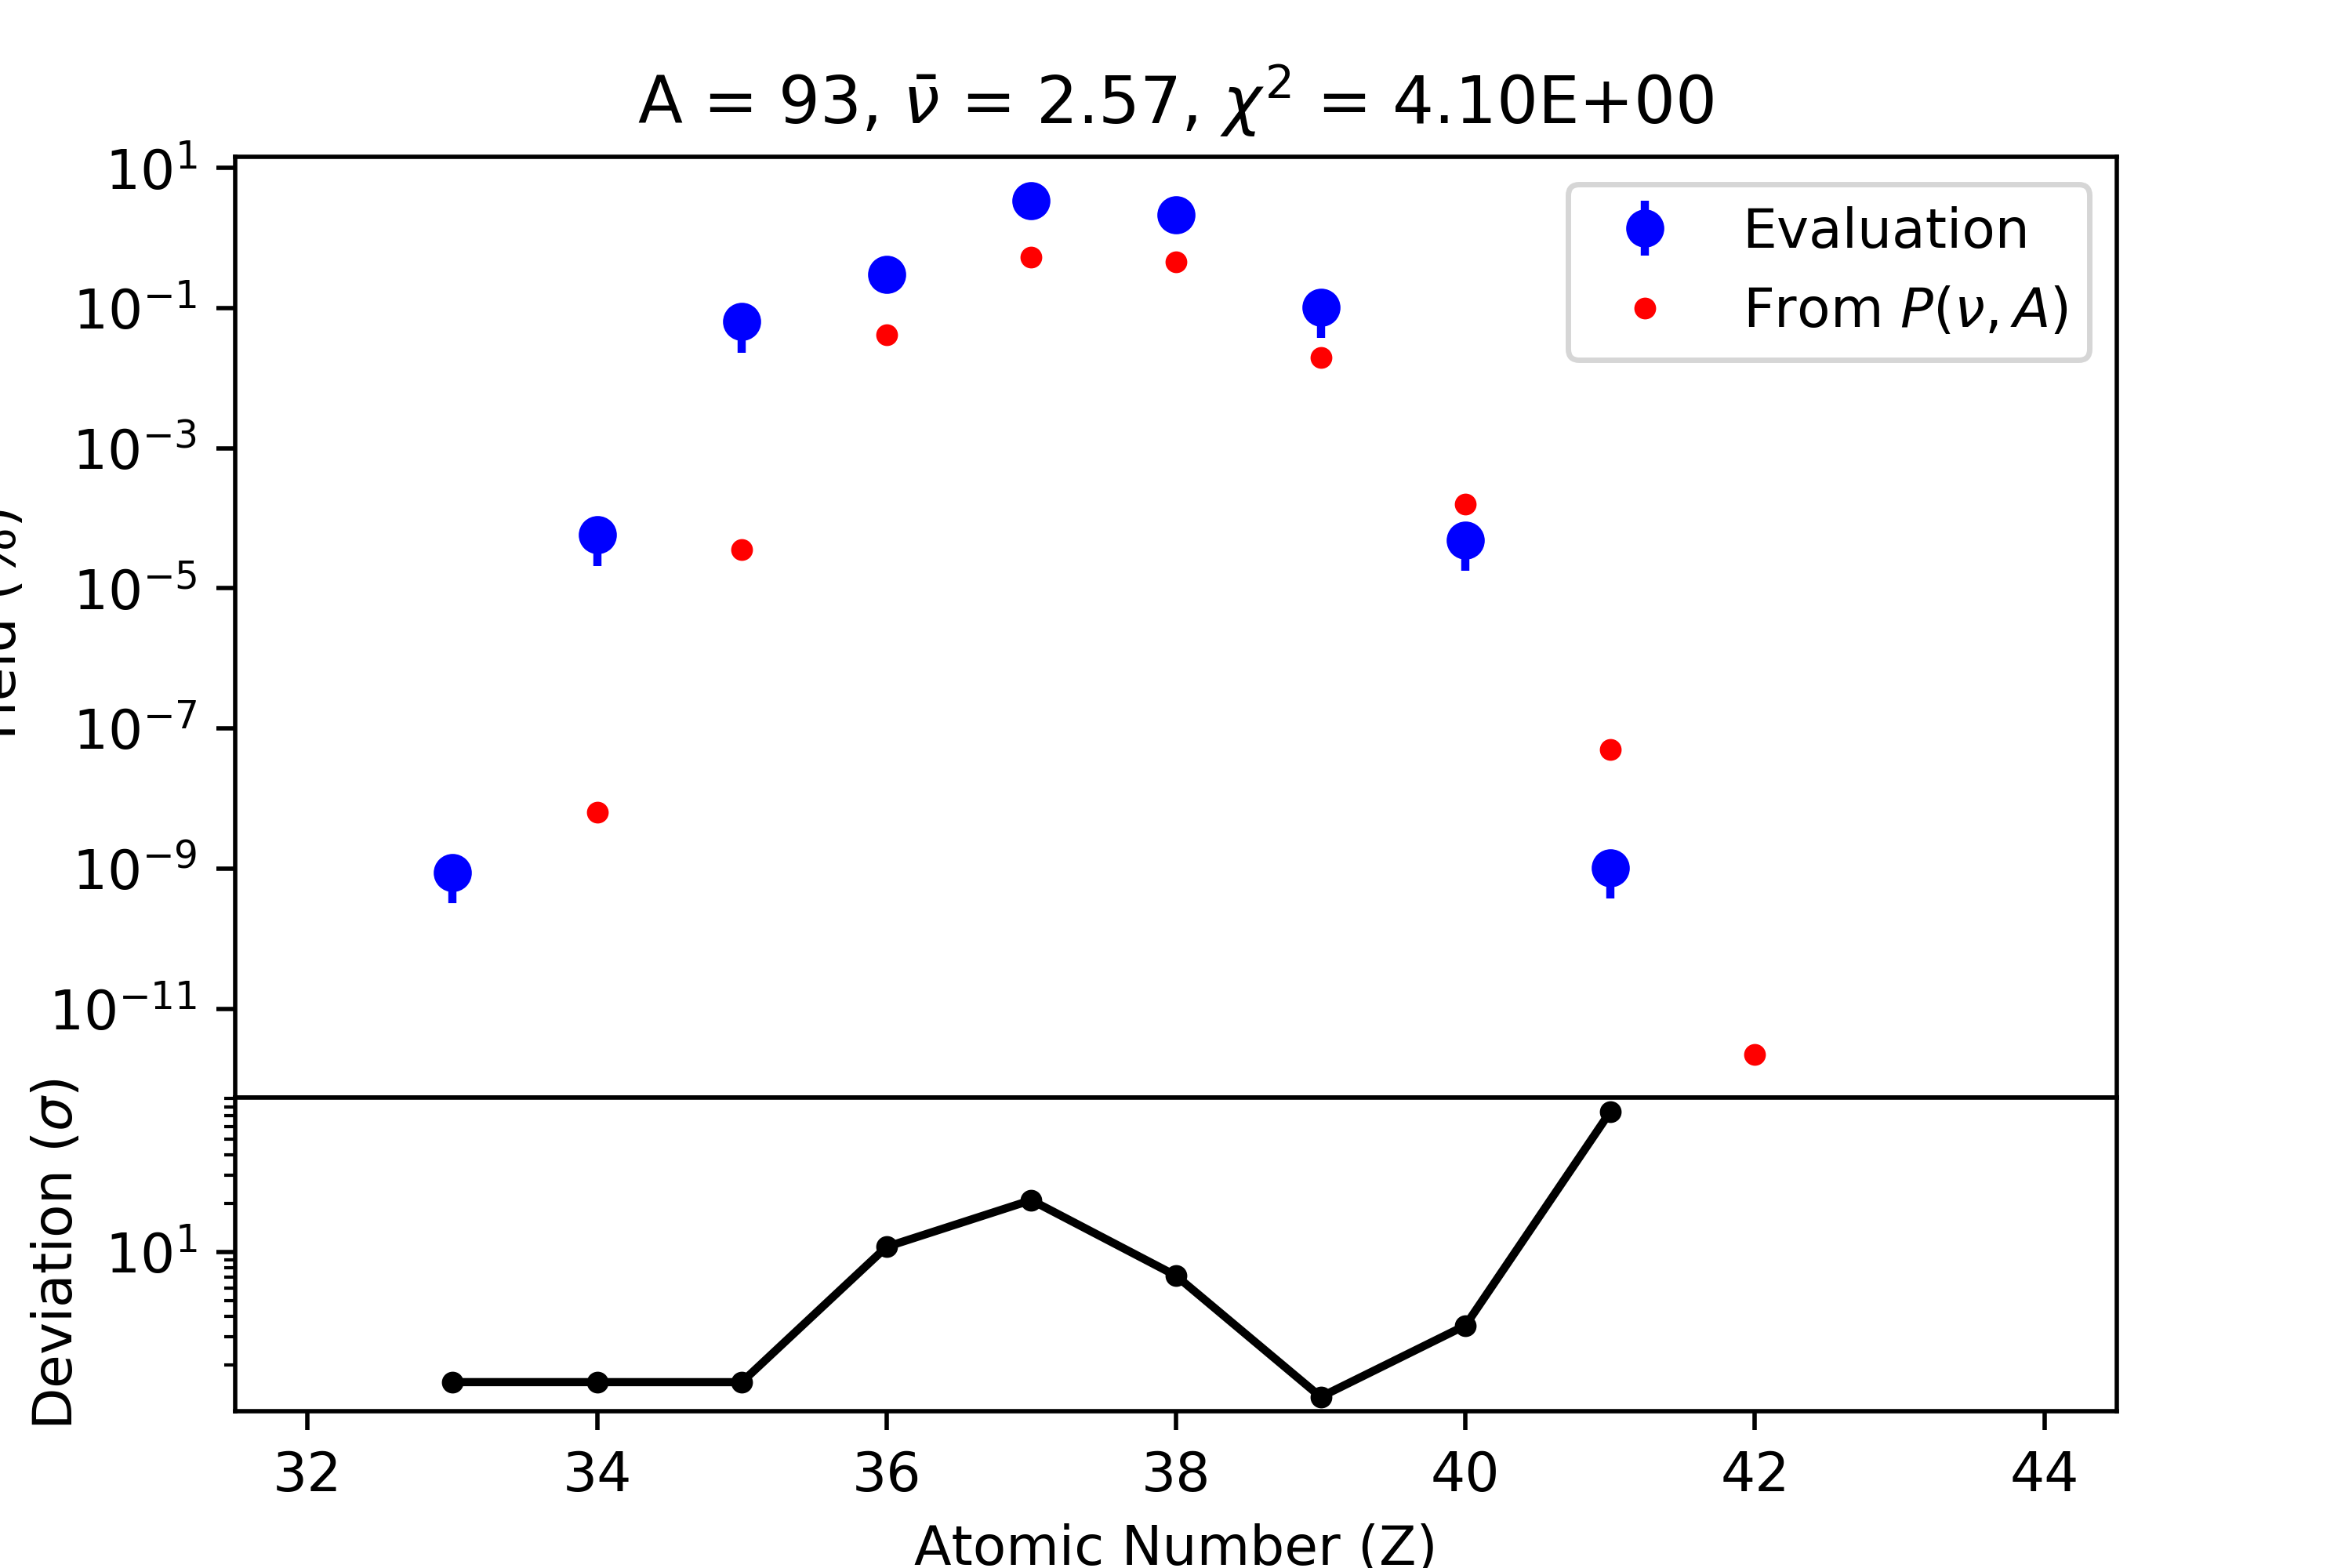 A = 93, ν̄ = 2.57, χ² = 4.10E+00
10¹
10⁻¹
10⁻³
10⁻⁵
10⁻⁷
10⁻⁹
10⁻¹¹
(%)
Evaluation
From P(ν, A)
Deviation (σ)
10¹
32 34 36 38 40 42 44
Atomic Number (Z)